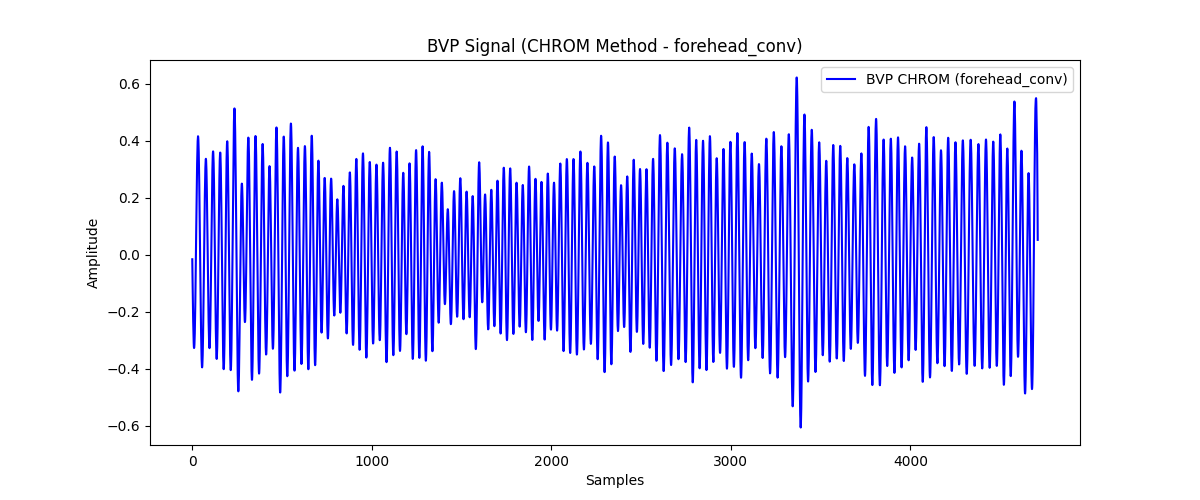 BVP Signal (CHROM Method - forehead_conv)
BVP CHROM (forehead_conv)
Amplitude
0.6
0.4
0.2
0.0
−0.2
−0.4
−0.6
0 1000 2000 3000 4000
Samples